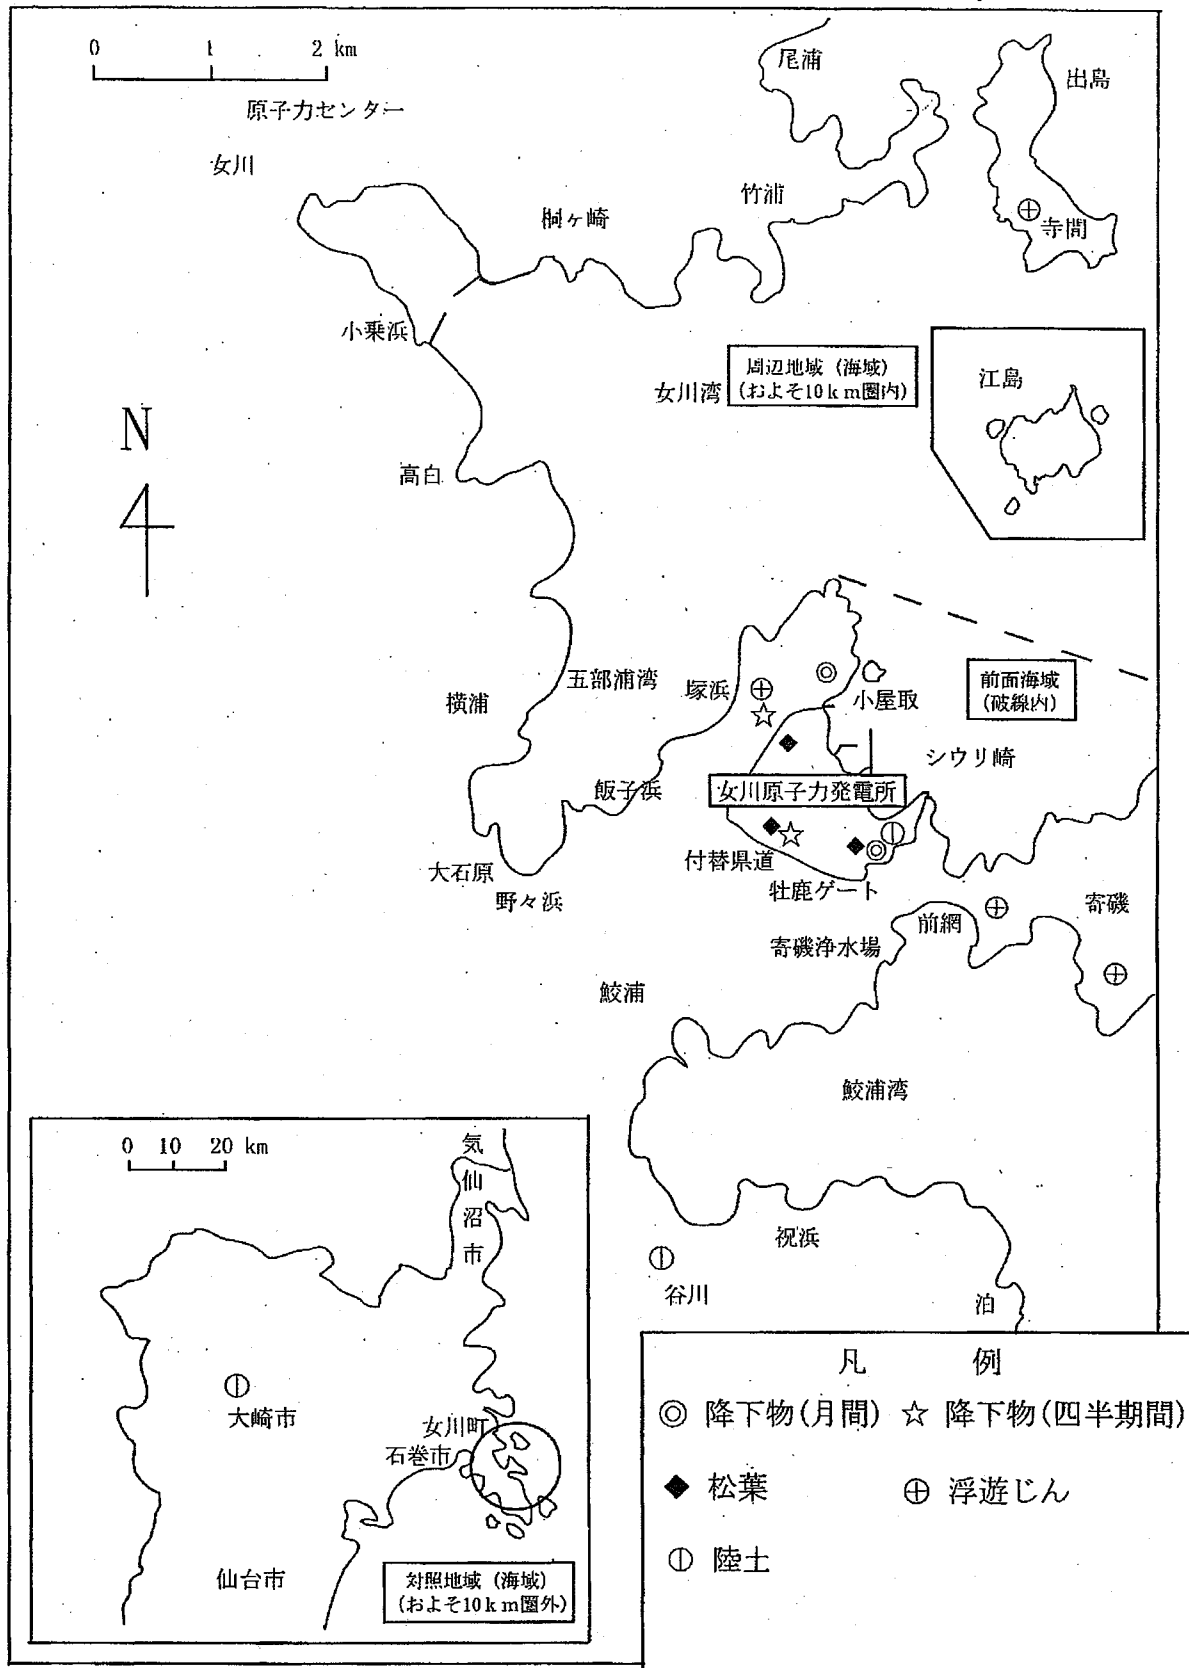 0 1 2 km
原子力センター
女川
尾浦
出島
竹浦
桐ヶ崎
寺間
小乗浜
周辺地域（海域）
（およそ10km圏内）
女川湾
江島
N
高白
五部浦湾
塚浜
横浦
小屋取
前面海域
（破線内）
シウリ崎
飯子浜
女川原子力発電所
付替県道
大石原
野々浜
牡鹿ゲート
前網
寄磯
寄磯浄水場
鮫浦
鮫浦湾
祝浜
谷川
泊
0 10 20 km
気仙沼市
大崎市
女川町
石巻市
仙台市
対照地域（海域）
（およそ10km圏外）
凡 例
◎ 降下物(月間) ☆ 降下物(四半期間)
◆ 松葉 ⊕ 浮遊じん
⦶ 陸土